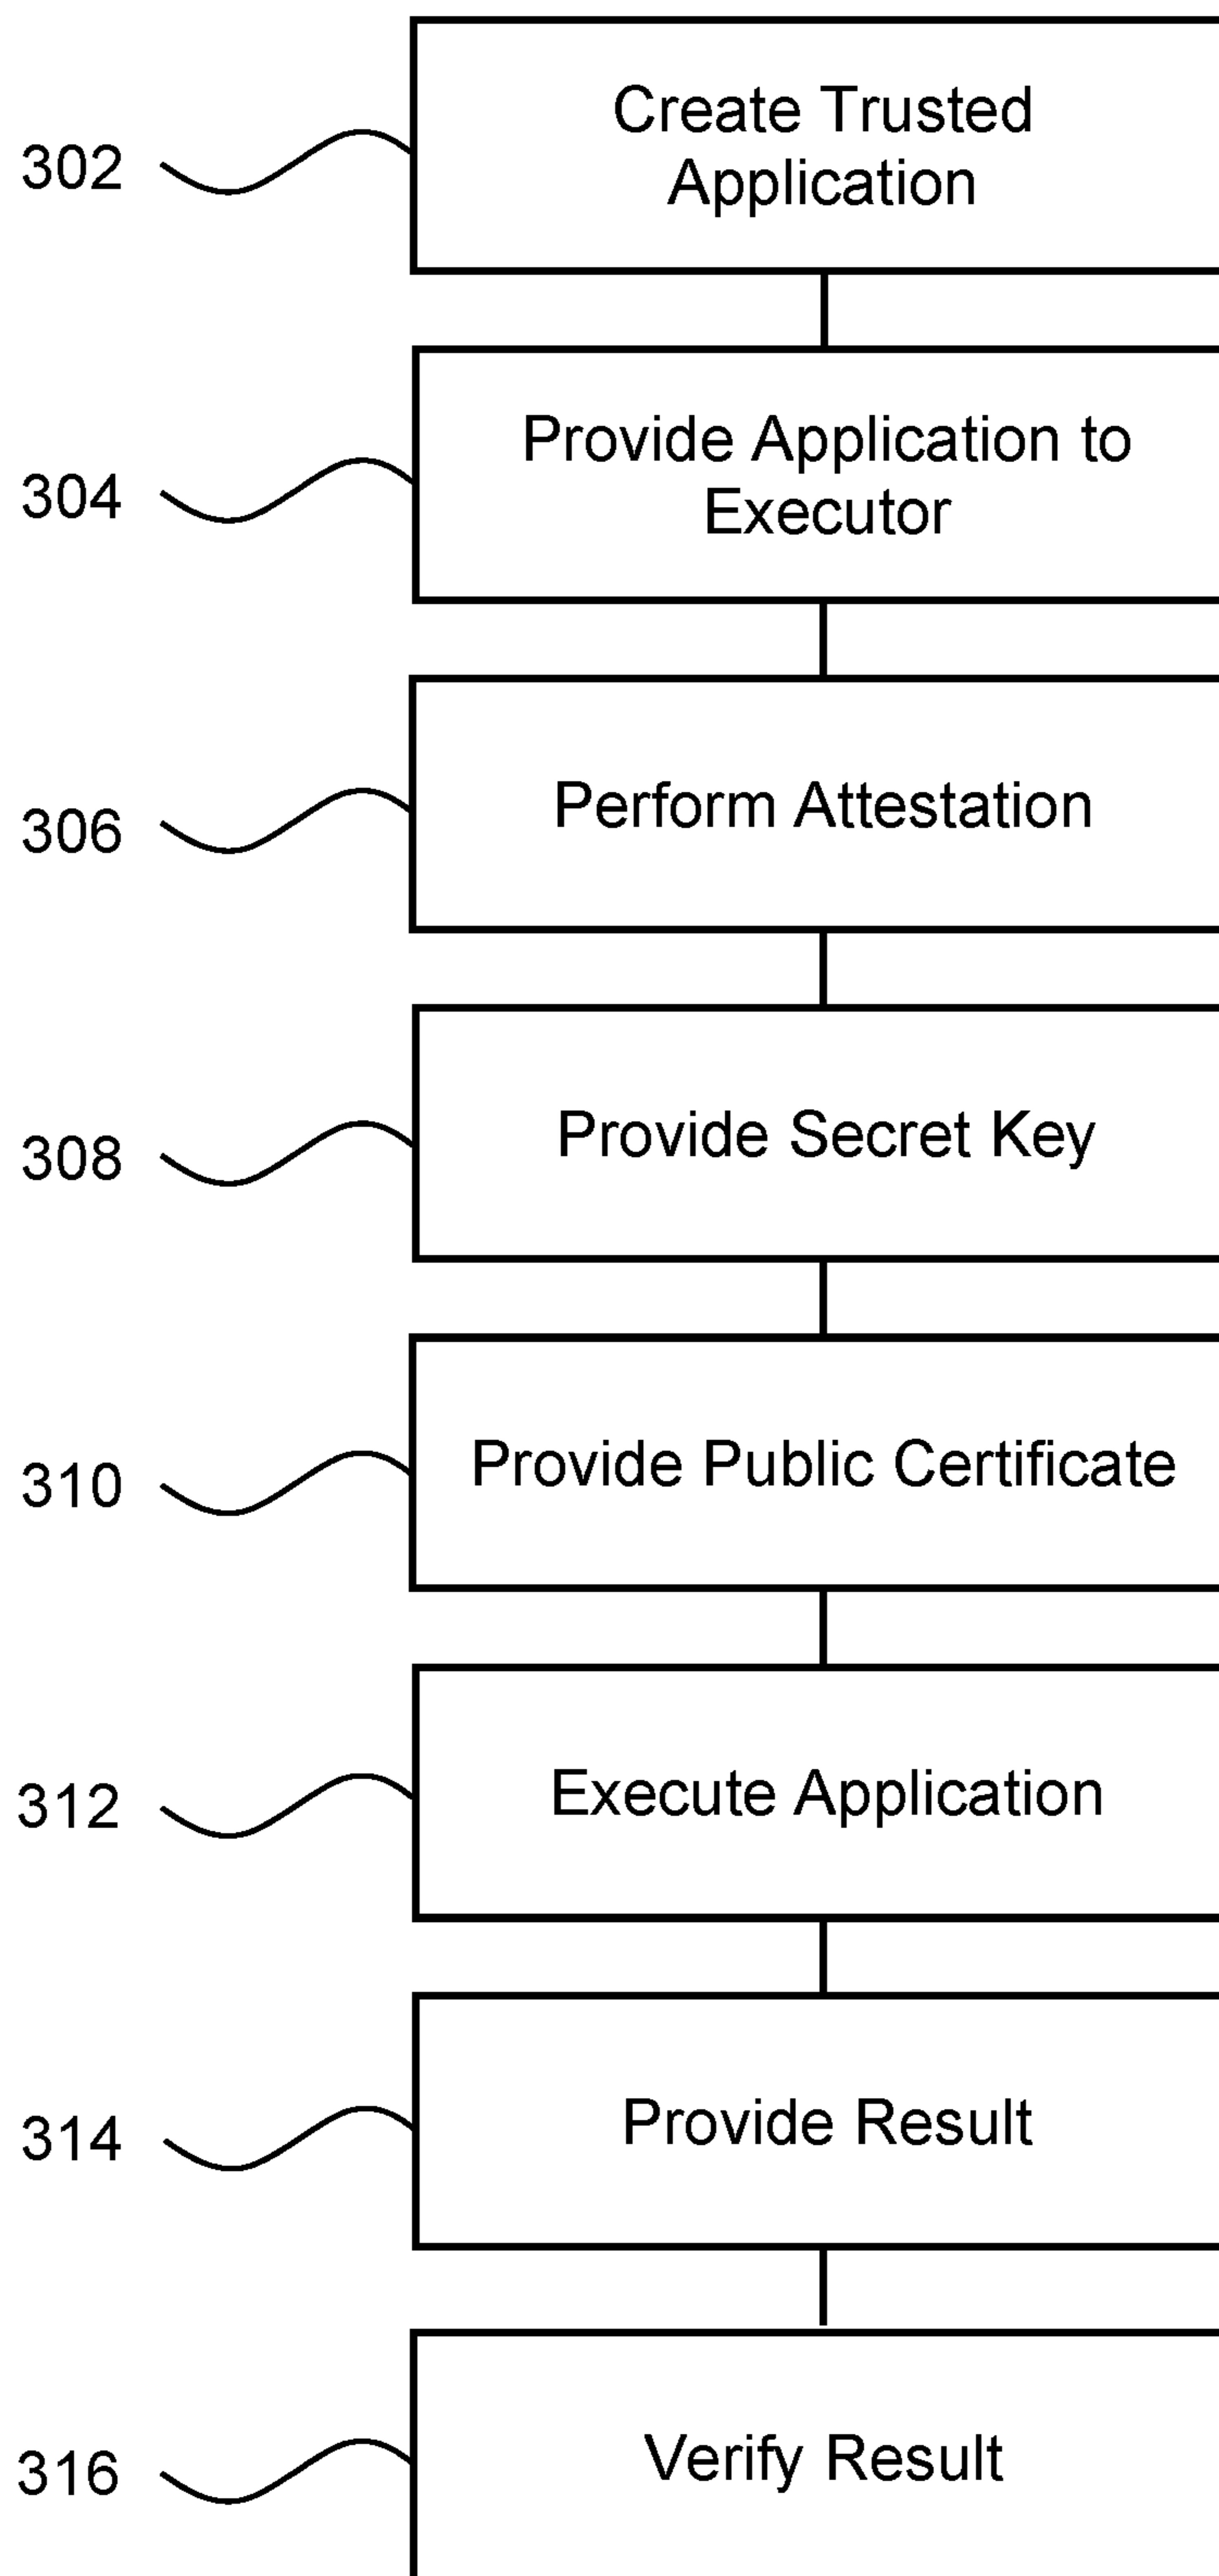 302
Create Trusted
Application
304
Provide Application to
Executor
306
Perform Attestation
308
Provide Secret Key
310
Provide Public Certificate
312
Execute Application
314
Provide Result
316
Verify Result